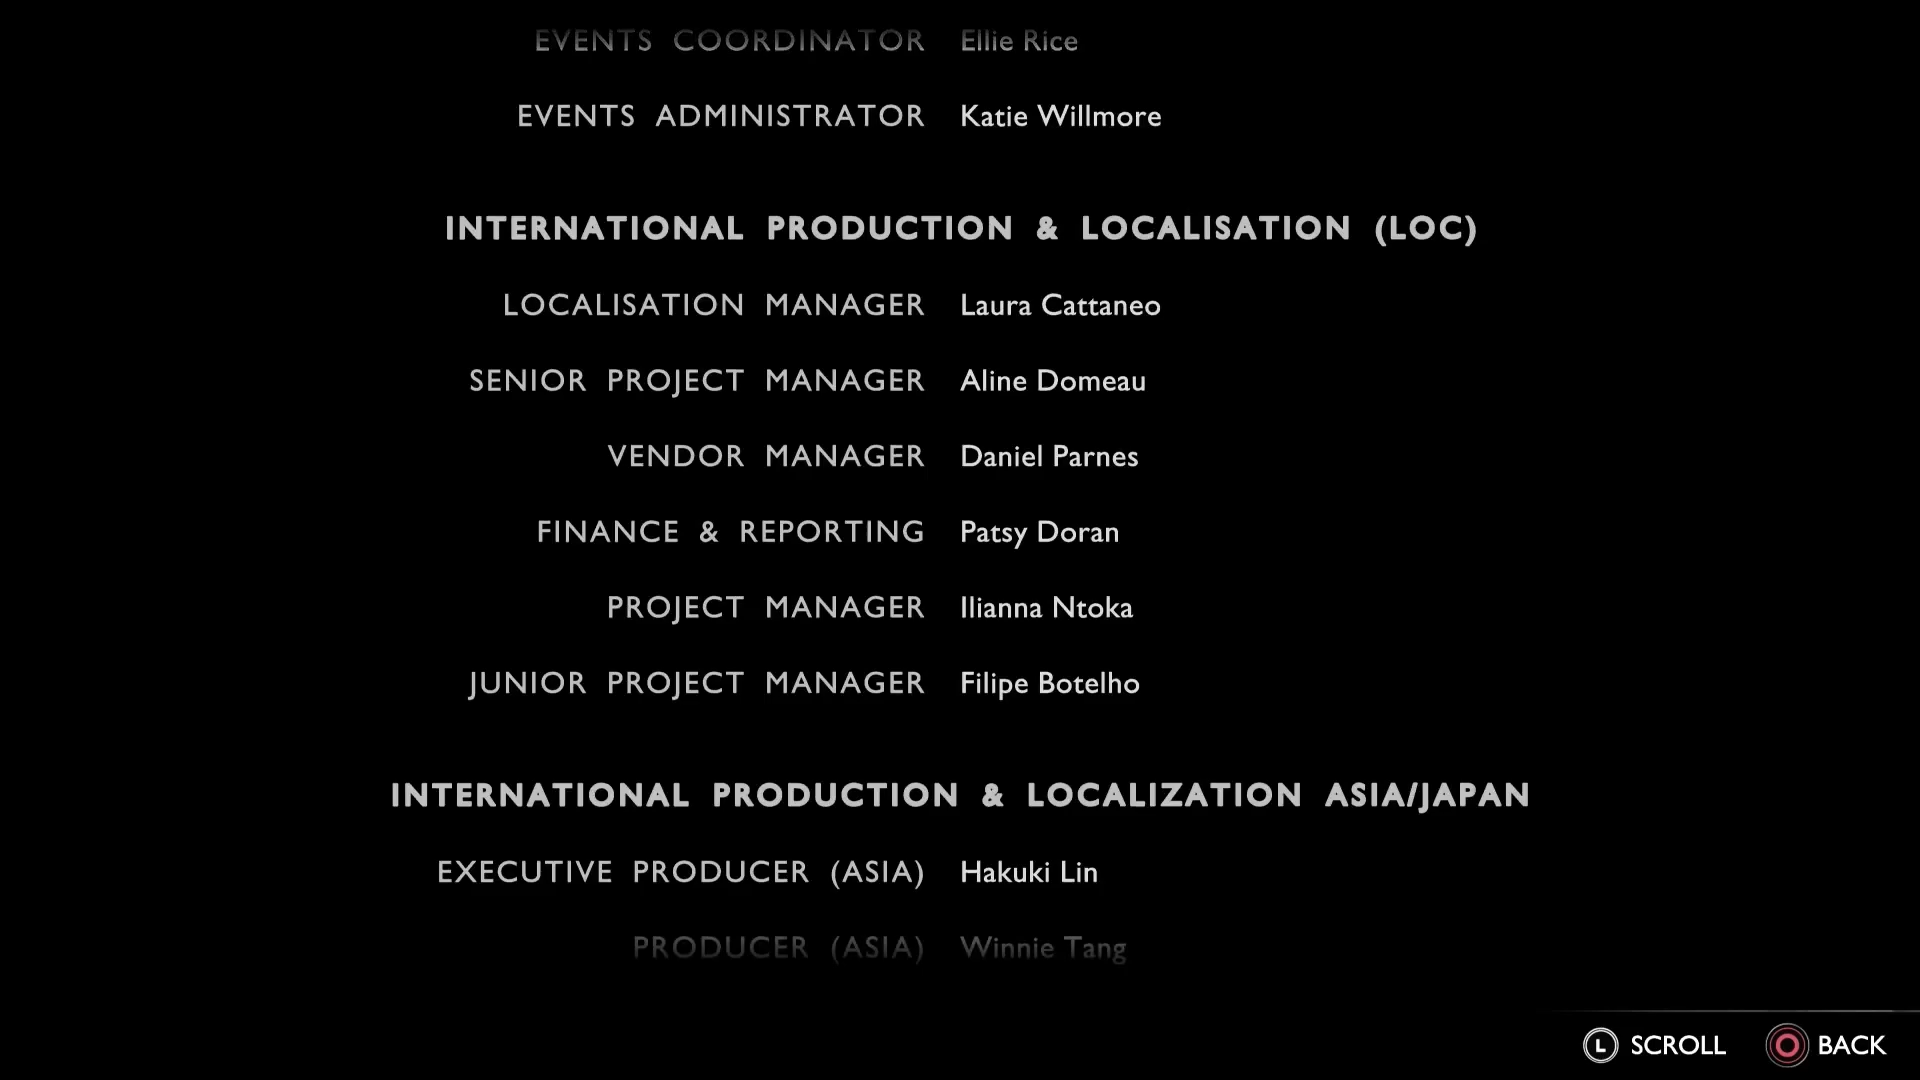 EVENTS COORDINATOR Ellie Rice
EVENTS ADMINISTRATOR Katie Willmore
INTERNATIONAL PRODUCTION & LOCALISATION (LOC)
LOCALISATION MANAGER Laura Cattaneo
SENIOR PROJECT MANAGER Aline Domeau
VENDOR MANAGER Daniel Parnes
FINANCE & REPORTING Patsy Doran
PROJECT MANAGER Ilianna Ntoka
JUNIOR PROJECT MANAGER Filipe Botelho
INTERNATIONAL PRODUCTION & LOCALIZATION ASIA/JAPAN
EXECUTIVE PRODUCER (ASIA) Hakuki Lin
PRODUCER (ASIA) Winnie Tang
L SCROLL BACK